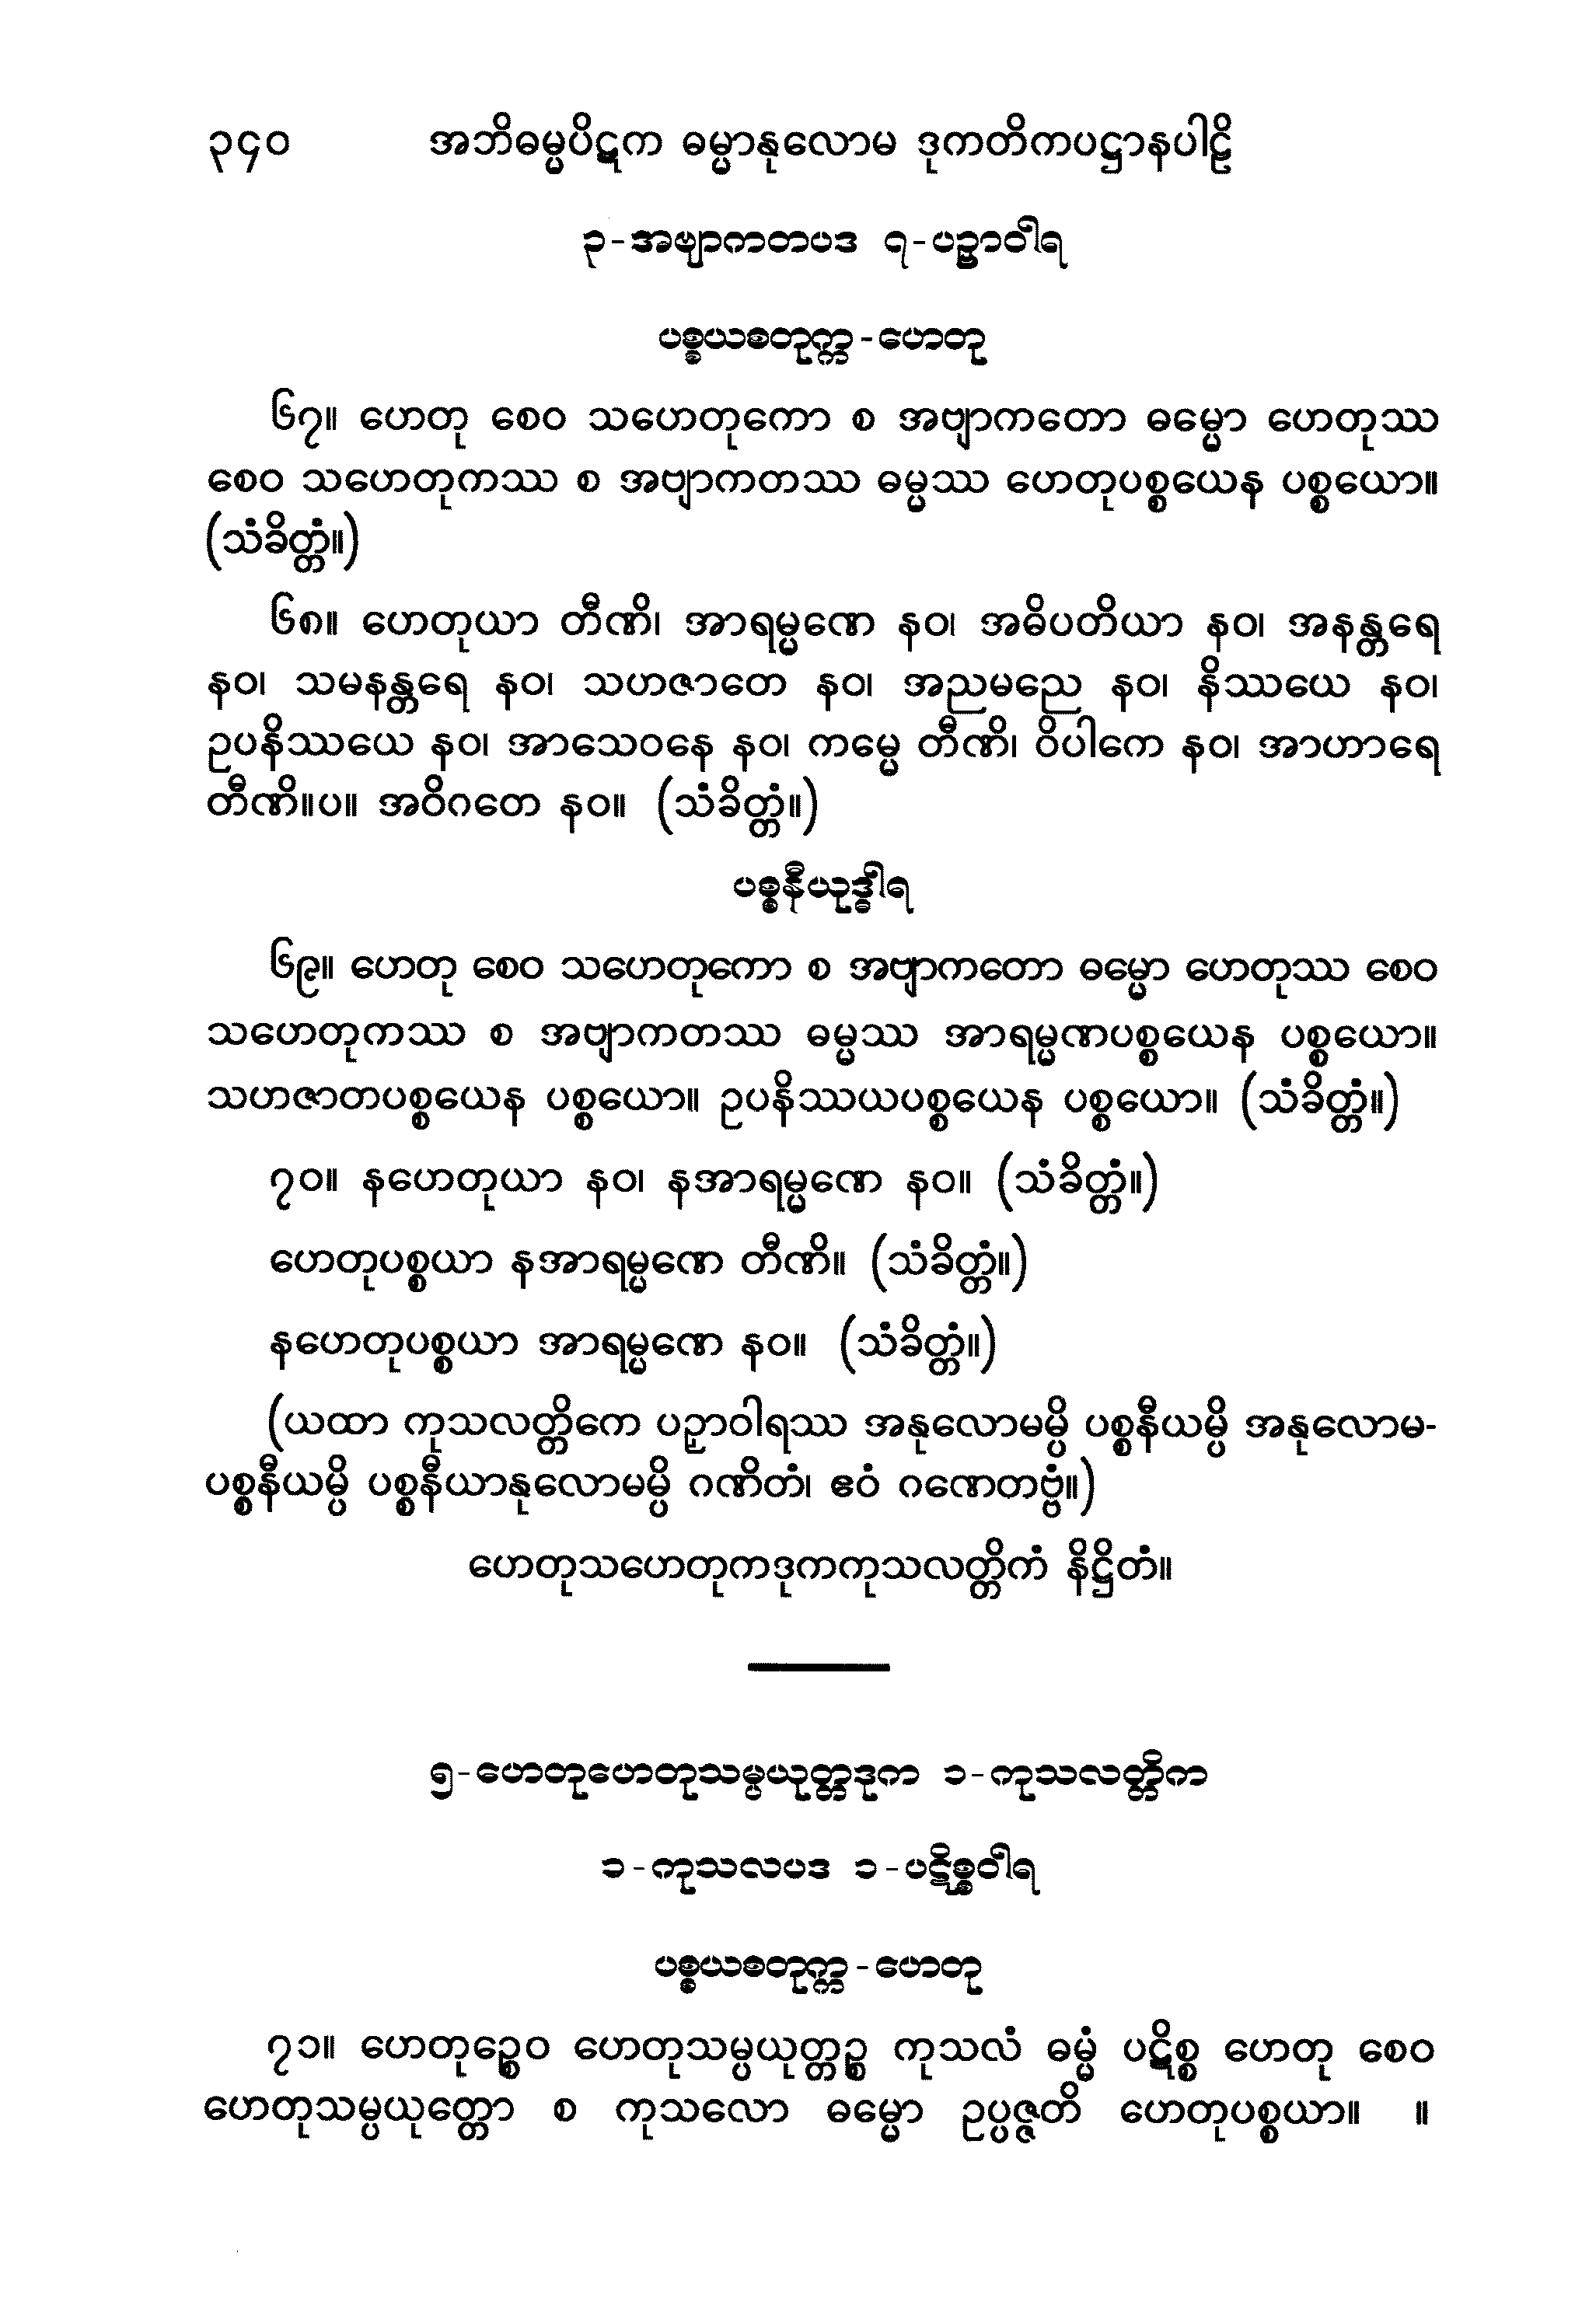 ၃၄၀ အဘိဓမ္မပိဋက ဓမ္မာနုလောမ ဒုကတိကပဋ္ဌာနပါဠိ
၃-အဗျာကတပဒ ၇-ပဉှာဝါရ
ပစ္စယစတုက္က-ဟေတု
၆၇။ ဟေတု စေဝ သဟေတုကော စ အဗျာကတော ဓမ္မော ဟေတုဿ
စေဝ သဟေတုကဿ စ အဗျာကတဿ ဓမ္မဿ ဟေတုပစ္စယေန ပစ္စယော။
(သံခိတ္တံ။)
၆၈။ ဟေတုယာ တီဏိ၊ အာရမ္မဏေ နဝ၊ အဓိပတိယာ နဝ၊ အနန္တရေ
နဝ၊ သမနန္တရေ နဝ၊ သဟဇာတေ နဝ၊ အညမညေ နဝ၊ နိဿယေ နဝ၊
ဥပနိဿယေ နဝ၊ အာသေဝနေ နဝ၊ ကမ္မေ တီဏိ၊ ဝိပါကေ နဝ၊ အာဟာရေ
တီဏိ။ပ။ အဝိဂတေ နဝ။ (သံခိတ္တံ။)
ပစ္စနီယုဒ္ဓါရ
၆၉။ ဟေတု စေဝ သဟေတုကော စ အဗျာကတော ဓမ္မော ဟေတုဿ စေဝ
သဟေတုကဿ စ အဗျာကတဿ ဓမ္မဿ အာရမ္မဏပစ္စယေန ပစ္စယော။
သဟဇာတပစ္စယေန ပစ္စယော။ ဥပနိဿယပစ္စယေန ပစ္စယော။ (သံခိတ္တံ။)
၇၀။ နဟေတုယာ နဝ၊ နအာရမ္မဏေ နဝ။ (သံခိတ္တံ။)
ဟေတုပစ္စယာ နအာရမ္မဏေ တီဏိ။ (သံခိတ္တံ။)
နဟေတုပစ္စယာ အာရမ္မဏေ နဝ။ (သံခိတ္တံ။)
(ယထာ ကုသလတ္တိကေ ပဉှာဝါရဿ အနုလောမမ္ပိ ပစ္စနီယမ္ပိ အနုလောမ-
ပစ္စနီယမ္ပိ ပစ္စနီယာနုလောမမ္ပိ ဂဏိတံ၊ ဧဝံ ဂဏေတဗ္ဗံ။)
ဟေတုသဟေတုကဒုကကုသလတ္တိကံ နိဋ္ဌိတံ။
၅-ဟေတုဟေတုသမ္ပယုတ္တဒုက ၁-ကုသလတ္တိက
၁-ကုသလပဒ ၁-ပဋိစ္စဝါရ
ပစ္စယစတုက္က-ဟေတု
၇၁။ ဟေတုဉ္စေဝ ဟေတုသမ္ပယုတ္တဉ္စ ကုသလံ ဓမ္မံ ပဋိစ္စ ဟေတု စေဝ
ဟေတုသမ္ပယုတ္တော စ ကုသလော ဓမ္မော ဥပ္ပဇ္ဇတိ ဟေတုပစ္စယာ။ ။